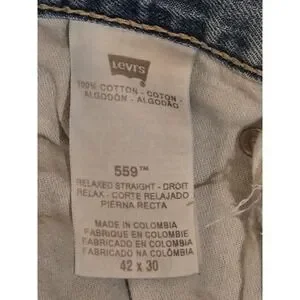 Levi's
100% COTTON - COTON -
ALGODÓN - ALGODÃO
559™
RELAXED STRAIGHT - DROIT
RELAX - CORTE RELAJADO
PIERNA RECTA
MADE IN COLOMBIA
FABRIQUE EN COLOMBIE
FABRICADO EN COLOMBIA
FABRICADO NA COLÔMBIA
42 x 30